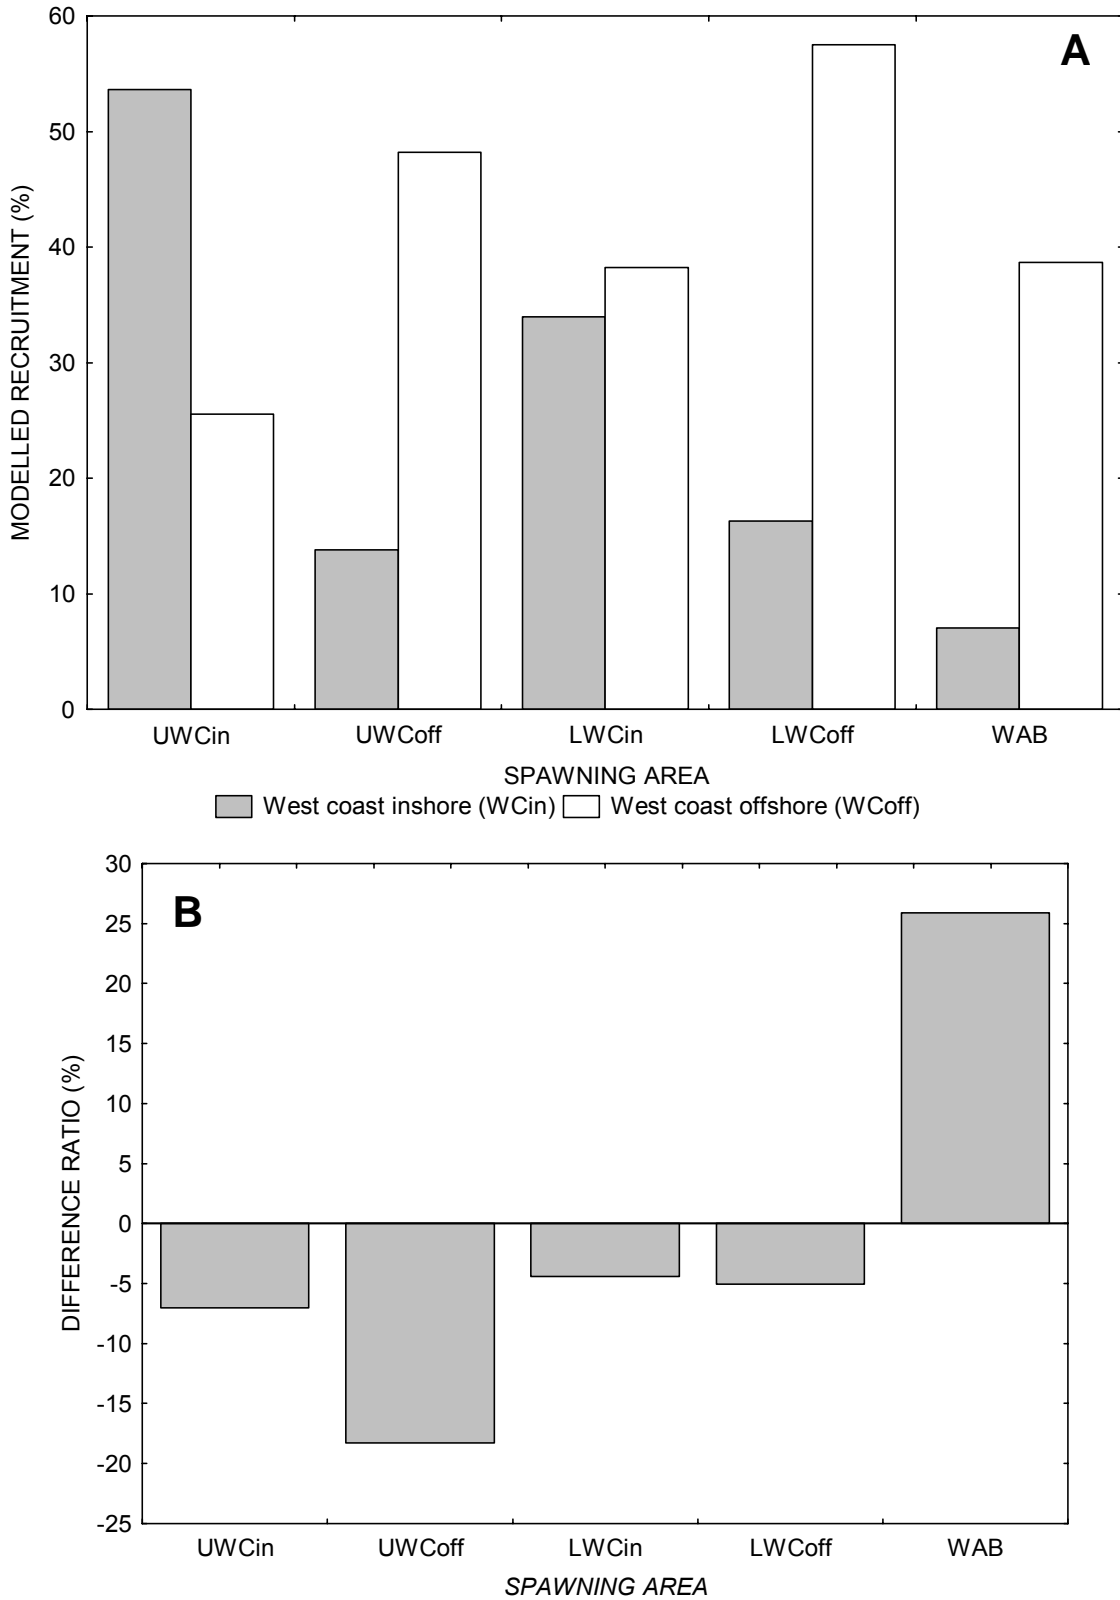 A
MODELLED RECRUITMENT (%)
60
50
40
30
20
10
0
UWCin UWCoff LWCin LWCoff WAB
SPAWNING AREA
West coast inshore (WCin) West coast offshore (WCoff)
B
DIFFERENCE RATIO (%)
30
25
20
15
10
5
0
-5
-10
-15
-20
-25
UWCin UWCoff LWCin LWCoff WAB
SPAWNING AREA